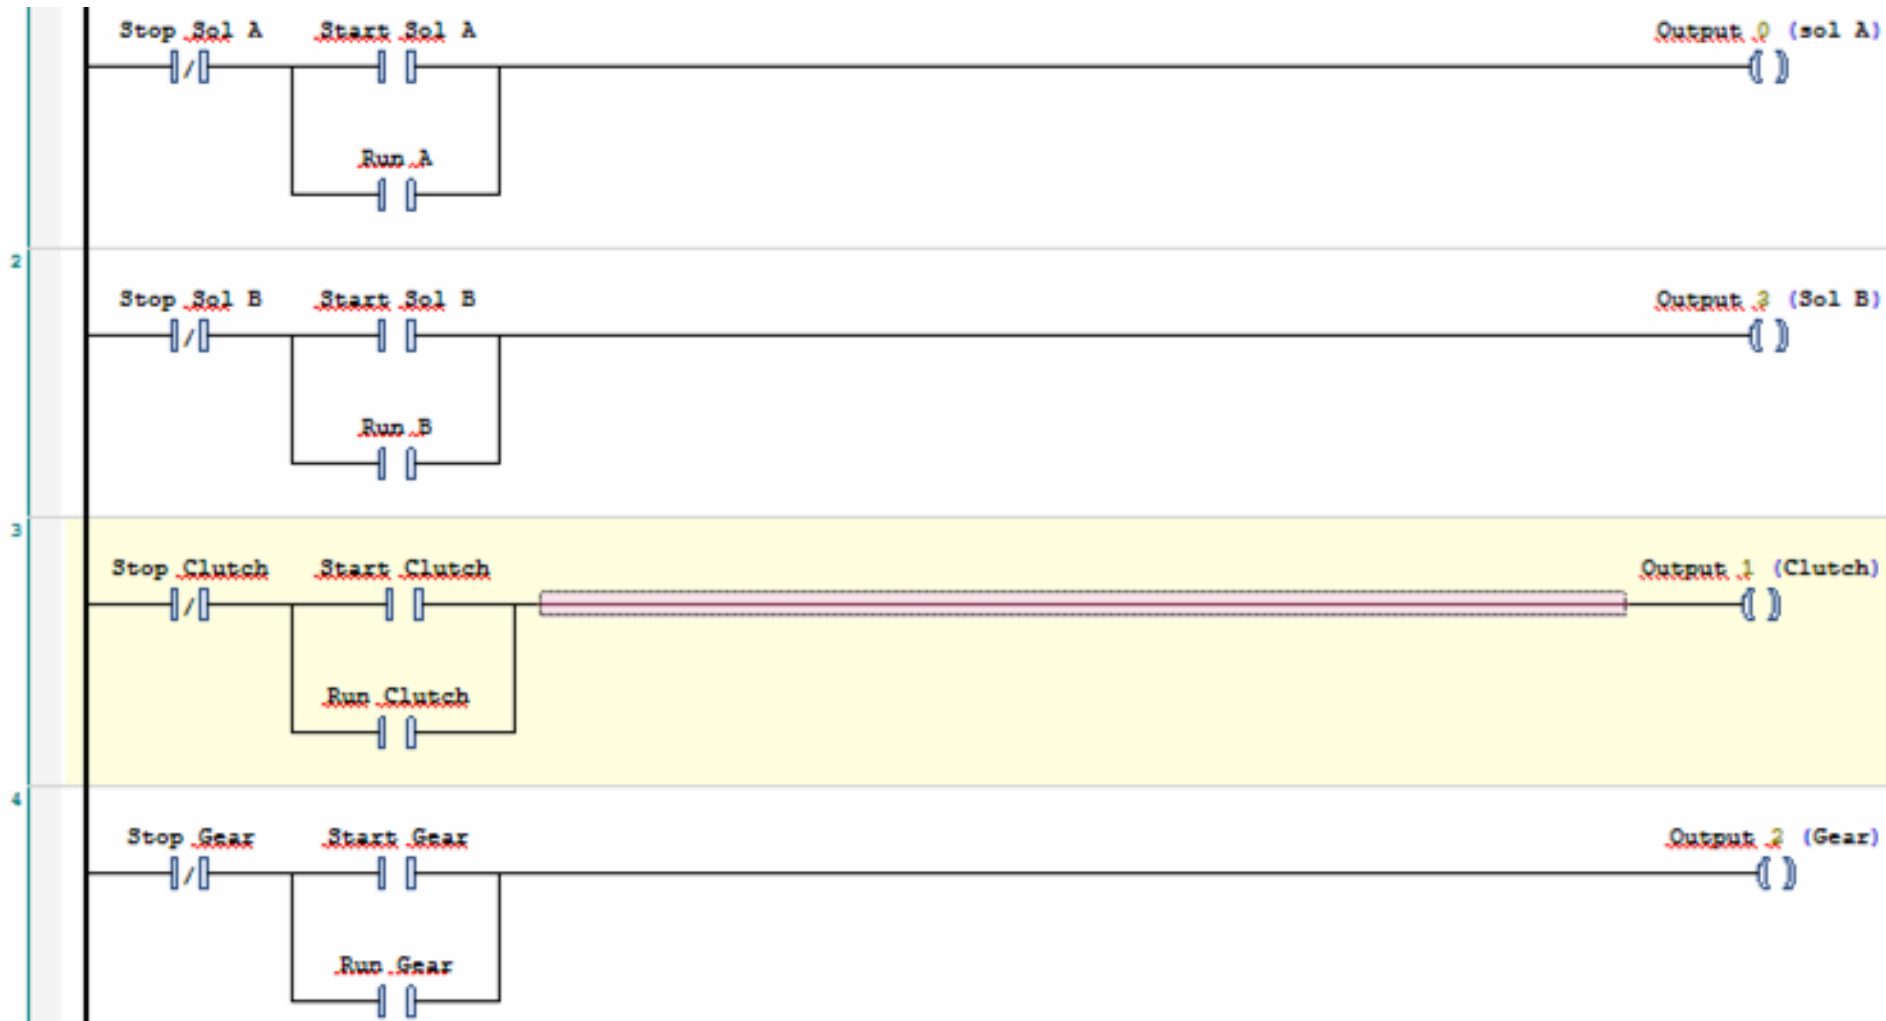 Stop Sol A Start Sol A Output 0 (sol A)
Run A
2
Stop Sol B Start Sol B Output 3 (Sol B)
Run B
3
Stop Clutch Start Clutch Output 1 (Clutch)
Run Clutch
4
Stop Gear Start Gear Output 2 (Gear)
Run Gear